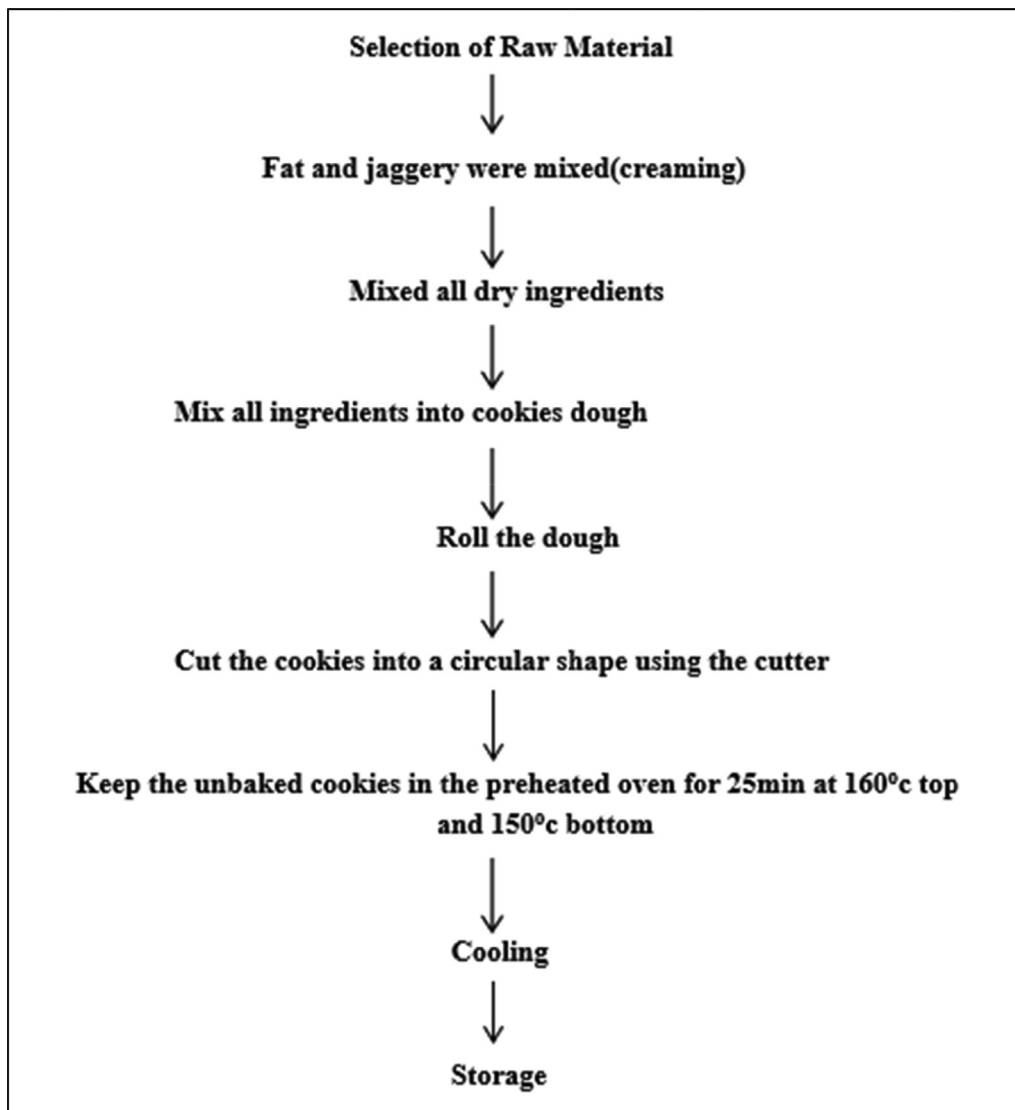 Selection of Raw Material
Fat and jaggery were mixed(creaming)
Mixed all dry ingredients
Mix all ingredients into cookies dough
Roll the dough
Cut the cookies into a circular shape using the cutter
Keep the unbaked cookies in the preheated oven for 25min at 160⁰c top
and 150⁰c bottom
Cooling
Storage